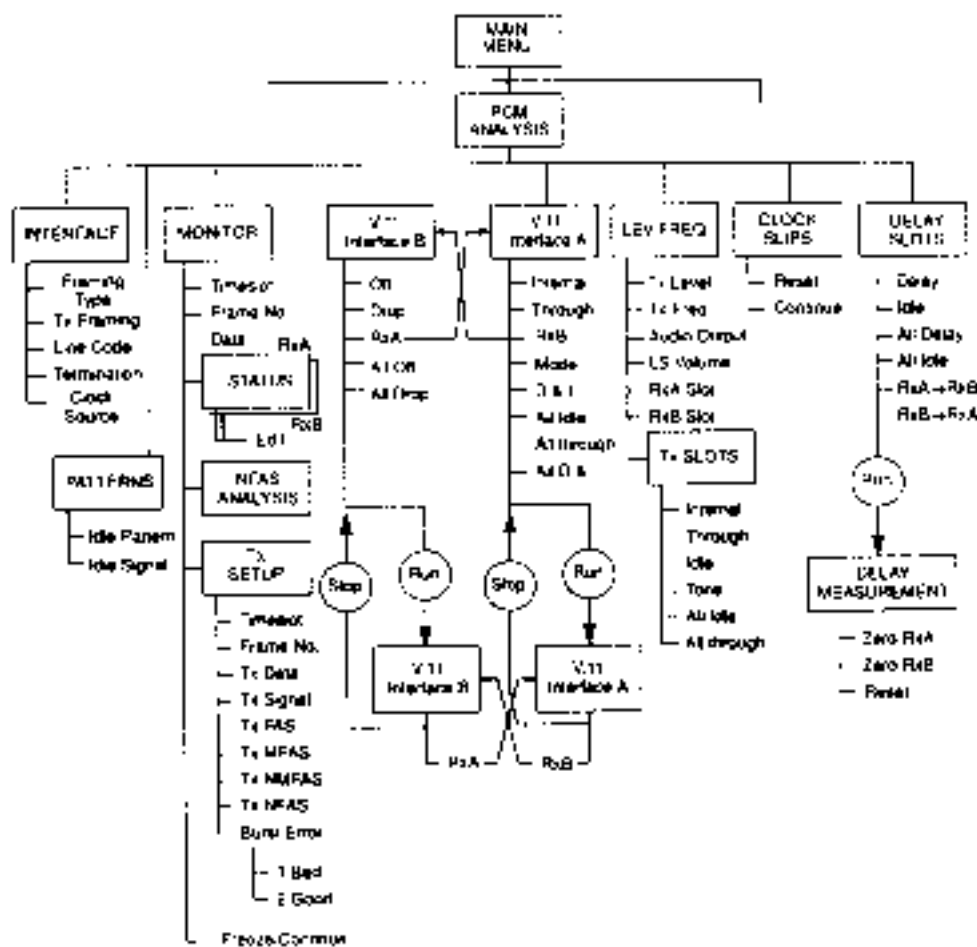 MAIN
MENU
PCM
ANALYSIS
INTERFACE
Framing
Type
Tx Framing
Line Code
Termination
Clock
Source
PATTERNS
Idle Pattern
Idle Signal
MONITOR
Timeslot
Frame No.
Data
RxA
STATUS
RxB
Edit
NFAS
ANALYSIS
Tx
SETUP
Timeslot
Frame No.
Tx Data
Tx Signal
Tx FAS
Tx MFAS
Tx NMFAS
Tx NFAS
Burst Error
1 Bad
2 Good
Freeze/Continue
V.11
Interface B
Off
Drop
RxA
All Off
All Drop
Stop
Run
V.11
Interface B
RxA
V.11
Interface A
Internal
Through
RxB
Mode
D & I
All Idle
All through
All D & I
Stop
Run
V.11
Interface A
RxB
LEV FREQ
Tx Level
Tx Freq
Audio Output
LS Volume
RxA Slot
RxB Slot
Tx SLOTS
Internal
Through
Idle
Tone
All Idle
All through
CLOCK
SLIPS
Reset
Continue
DELAY
SLOTS
Delay
Idle
All Delay
All Idle
RxA→RxB
RxB→RxA
Run
DELAY
MEASUREMENT
Zero RxA
Zero RxB
Reset